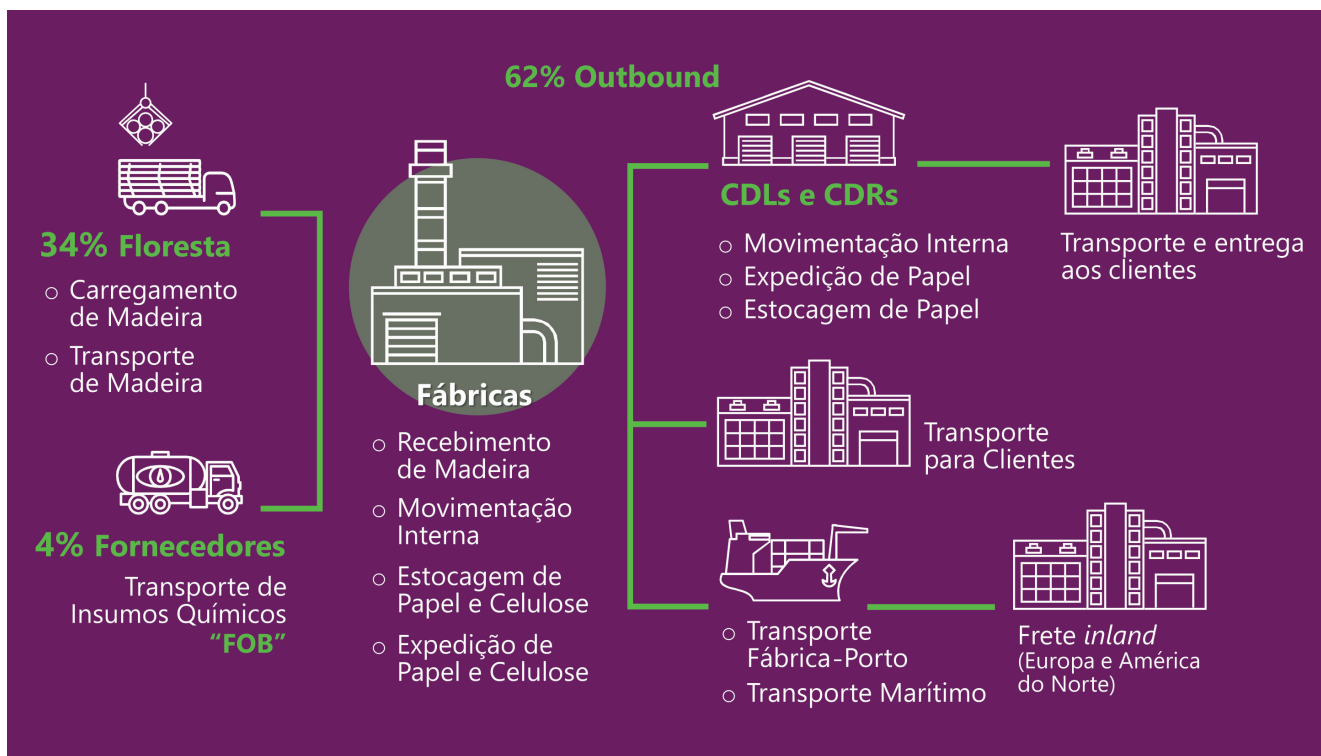 62% Outbound
34% Floresta
○ Carregamento
de Madeira
○ Transporte
de Madeira
4% Fornecedores
Transporte de
Insumos Químicos
“FOB”
Fábricas
○ Recebimento
de Madeira
○ Movimentação
Interna
○ Estocagem de
Papel e Celulose
○ Expedição de
Papel e Celulose
CDLs e CDRs
○ Movimentação Interna
○ Expedição de Papel
○ Estocagem de Papel
Transporte e entrega
aos clientes
Transporte
para Clientes
○ Transporte
Fábrica-Porto
○ Transporte Marítimo
Frete inland
(Europa e América
do Norte)